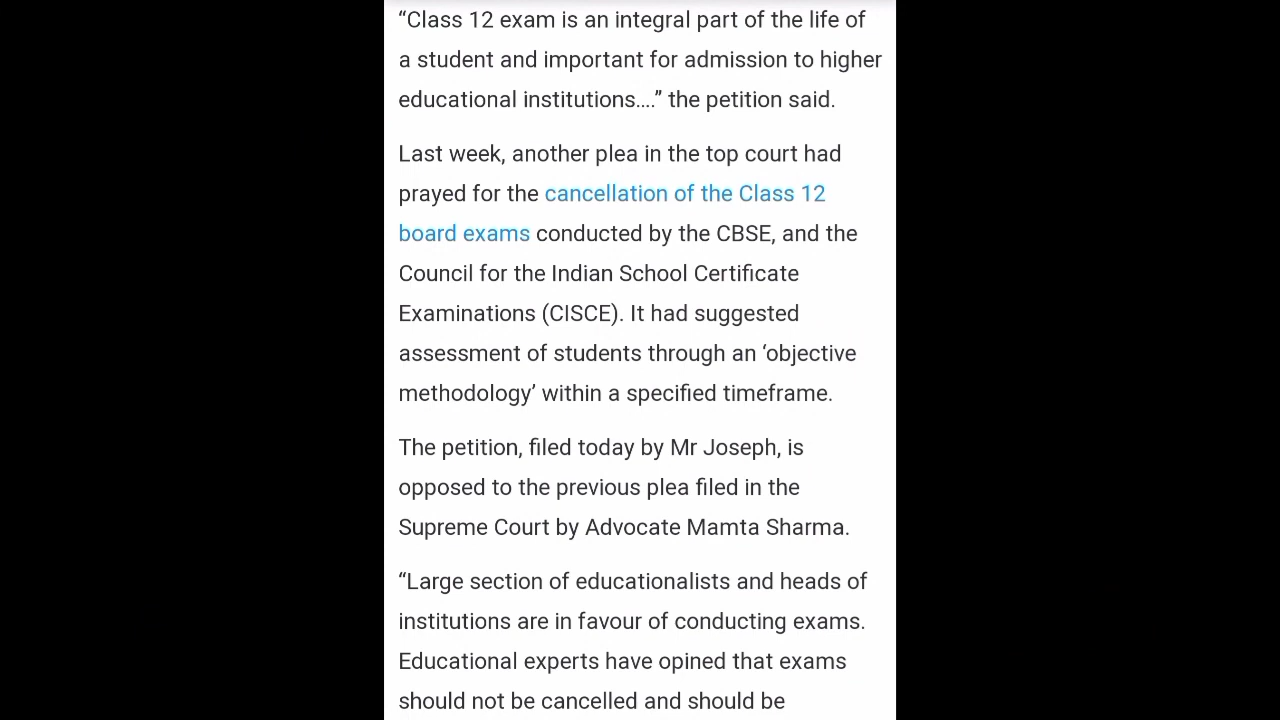 “Class 12 exam is an integral part of the life of
a student and important for admission to higher
educational institutions....” the petition said.
Last week, another plea in the top court had
prayed for the cancellation of the Class 12
board exams conducted by the CBSE, and the
Council for the Indian School Certificate
Examinations (CISCE). It had suggested
assessment of students through an ‘objective
methodology’ within a specified timeframe.
The petition, filed today by Mr Joseph, is
opposed to the previous plea filed in the
Supreme Court by Advocate Mamta Sharma.
“Large section of educationalists and heads of
institutions are in favour of conducting exams.
Educational experts have opined that exams
should not be cancelled and should be